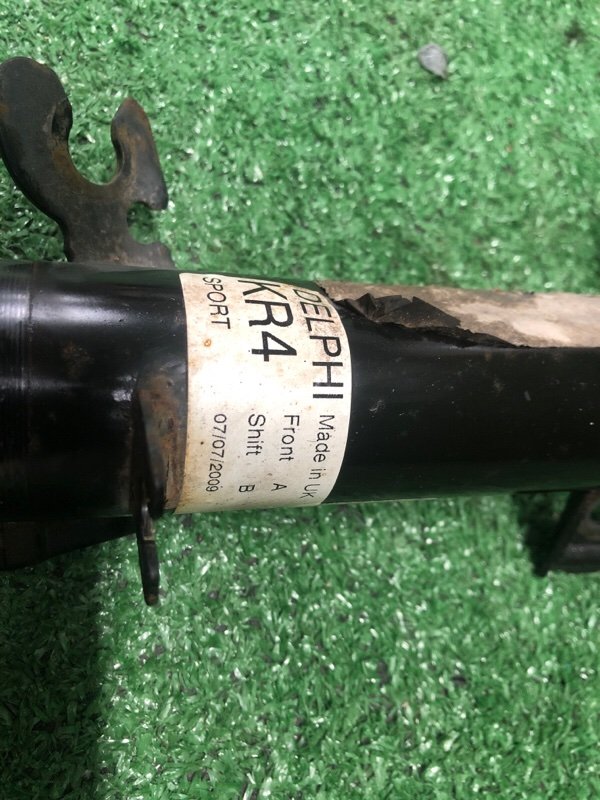 DELPHI Made in UK
KR4 Front A
Shift B
SPORT 07/07/2009